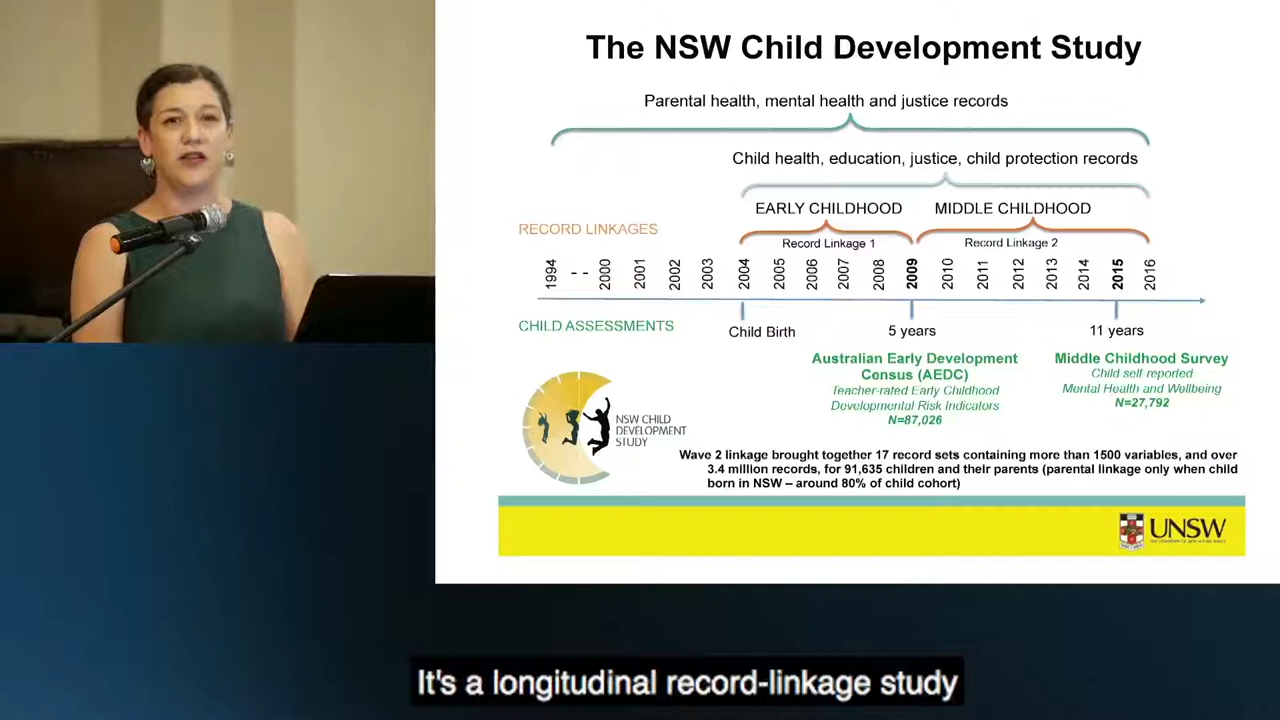 The NSW Child Development Study
Parental health, mental health and justice records
Child health, education, justice, child protection records
EARLY CHILDHOOD MIDDLE CHILDHOOD
RECORD LINKAGES
Record Linkage 1 Record Linkage 2
1994 - - 2000 2001 2002 2003 2004 2005 2006 2007 2008 2009 2010 2011 2012 2013 2014 2015 2016
CHILD ASSESSMENTS
Child Birth 5 years 11 years
Australian Early Development
Census (AEDC)
Teacher-rated Early Childhood
Developmental Risk Indicators
N=87,026
Middle Childhood Survey
Child self-reported
Mental Health and Wellbeing
N=27,792
NSW CHILD
DEVELOPMENT
STUDY
Wave 2 linkage brought together 17 record sets containing more than 1500 variables, and over
3.4 million records, for 91,635 children and their parents (parental linkage only when child
born in NSW – around 80% of child cohort)
UNSW
It's a longitudinal record-linkage study